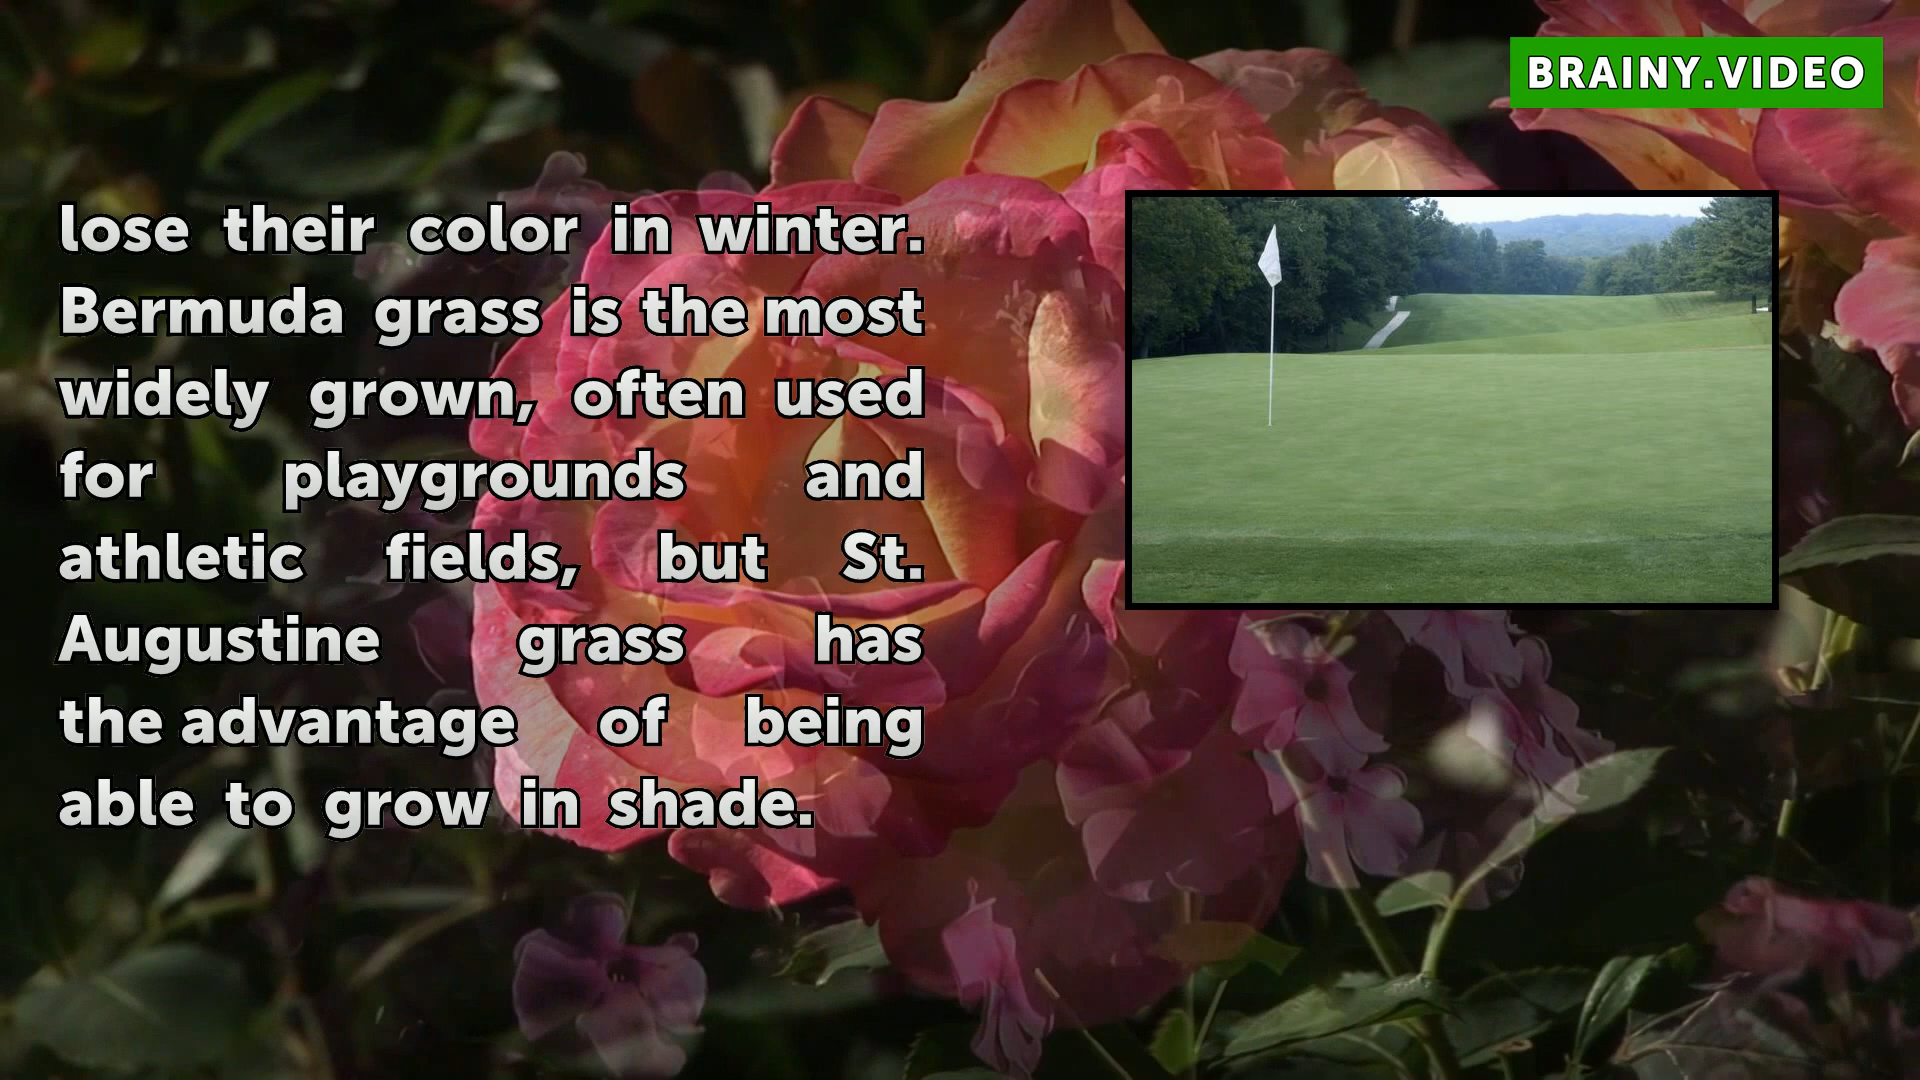 BRAINY.VIDEO
lose their color in winter.
Bermuda grass is the most
widely grown, often used
for playgrounds and
athletic fields, but St.
Augustine grass has
the advantage of being
able to grow in shade.